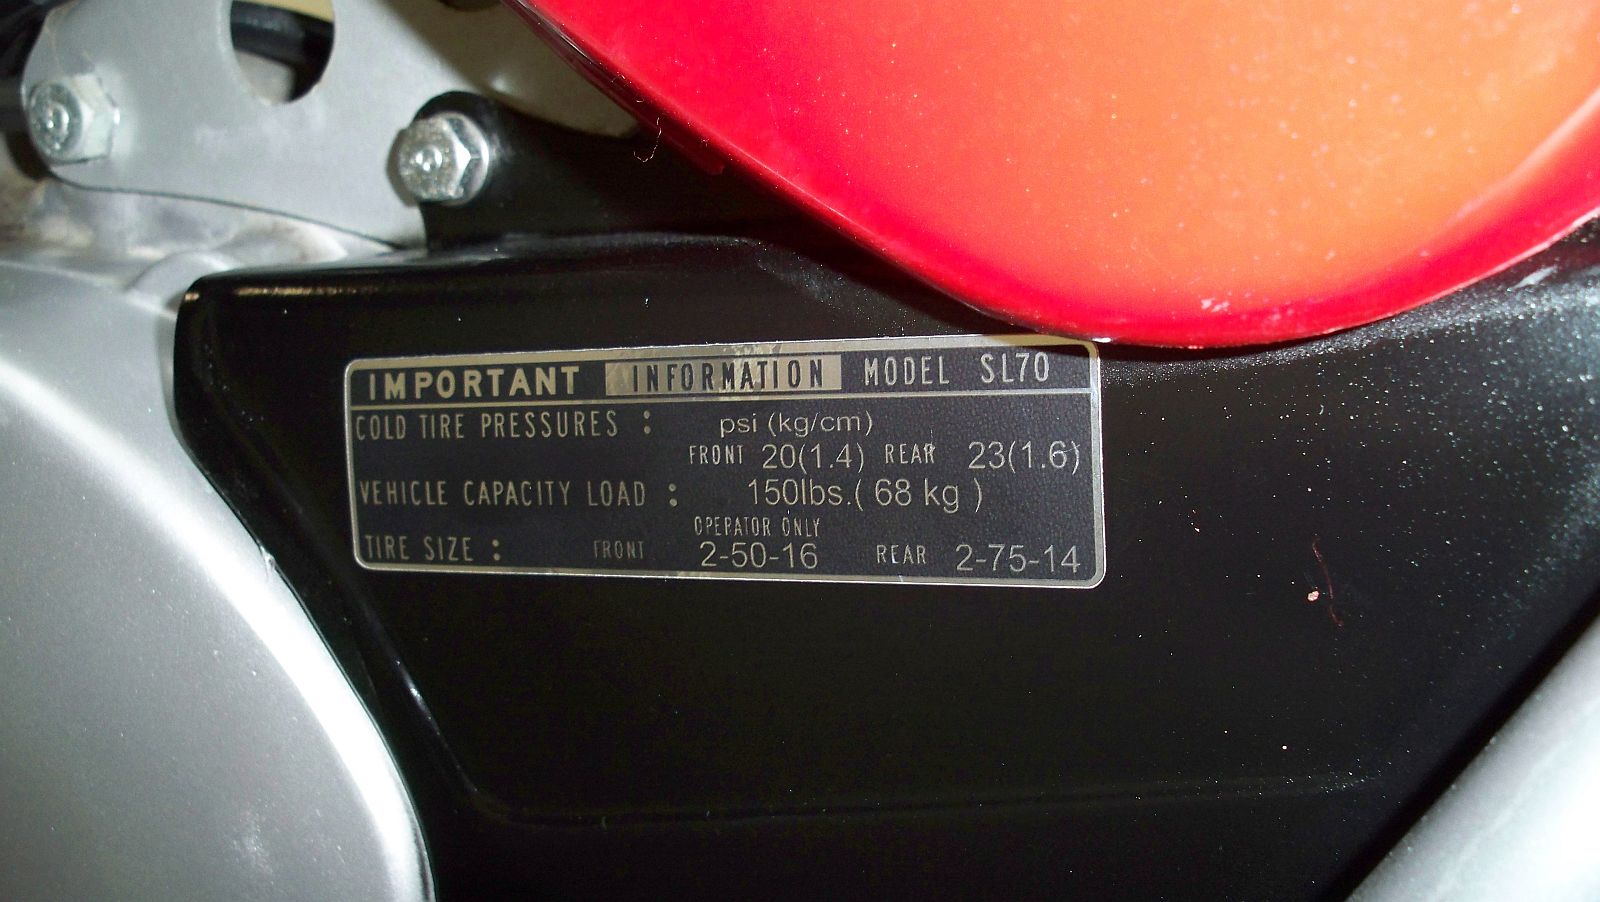 IMPORTANT INFORMATION MODEL SL70
COLD TIRE PRESSURES : psi (kg/cm)
FRONT 20(1.4) REAR 23(1.6)
VEHICLE CAPACITY LOAD : 150lbs.( 68 kg )
OPERATOR ONLY
TIRE SIZE : FRONT 2-50-16 REAR 2-75-14